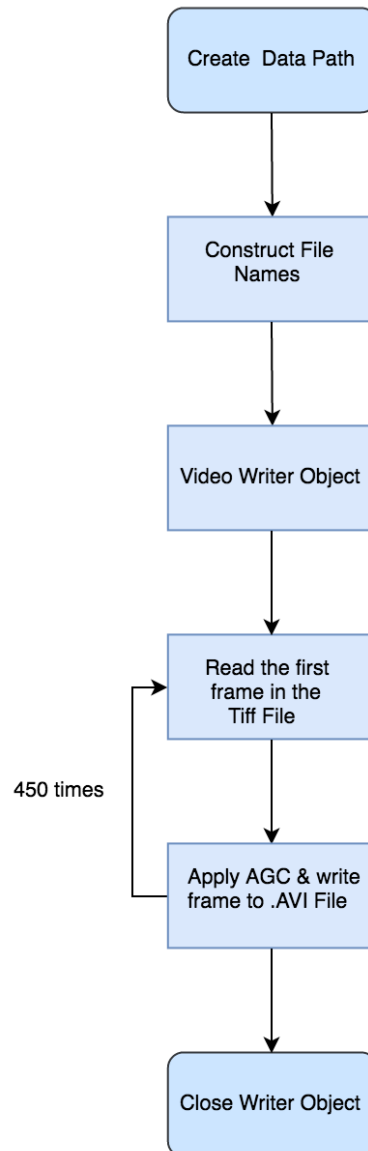 Create Data Path
Construct File
Names
Video Writer Object
Read the first
frame in the
Tiff File
450 times
Apply AGC & write
frame to .AVI File
Close Writer Object